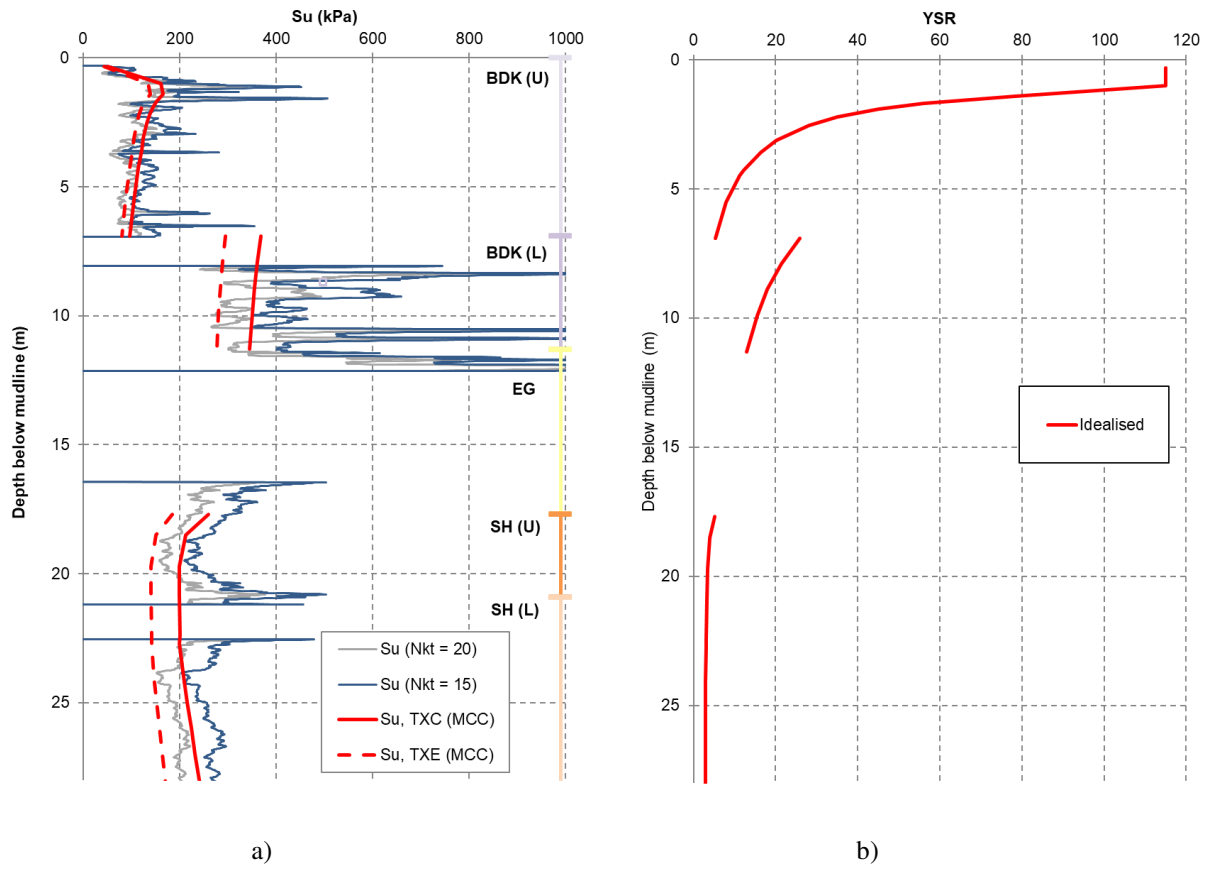 Su (kPa)
0 200 400 600 800 1000
0
5
10
15
20
25
Depth below mudline (m)
BDK (U)
BDK (L)
EG
SH (U)
SH (L)
Su (Nkt = 20)
Su (Nkt = 15)
Su, TXC (MCC)
Su, TXE (MCC)
a)
YSR
0 20 40 60 80 100 120
0
5
10
15
20
25
Depth below mudline (m)
Idealised
b)